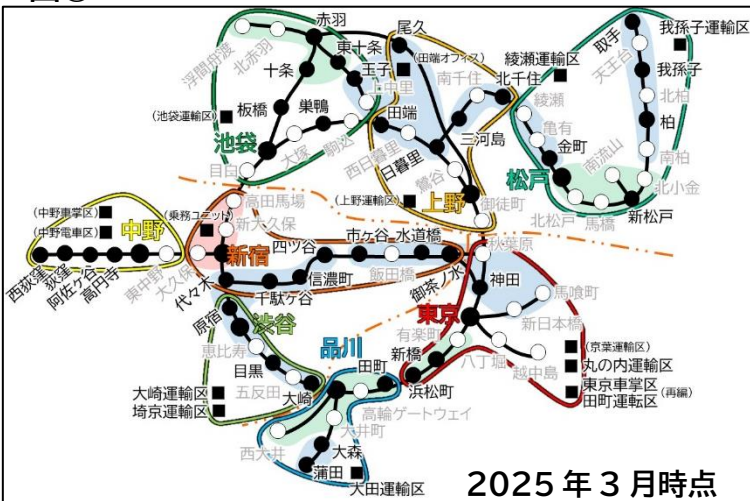 赤羽
尾久
取手
我孫子運輸区
浮間舟渡
北赤羽
東十条
(田端オフィス)
綾瀬運輸区
天王台
十条
王子
南千住
北千住
我孫子
上中里
綾瀬
北柏
(池袋運輸区)
板橋
巣鴨
田端
亀有
柏
三河島
金町
南流山
池袋
大塚
駒込
西日暮里
日暮里
南柏
目白
鶯谷
松戸
北小金
(上野運輸区)
上野
御徒町
北松戸
馬橋
新松戸
高田馬場
(中野車掌区)
(乗務ユニット)
新大久保
(中野電車区)
中野
新宿
四ツ谷
市ヶ谷
水道橋
秋葉原
西荻窪
荻窪
阿佐ケ谷
高円寺
東中野
大久保
代々木
千駄ケ谷
信濃町
飯田橋
御茶ノ水
神田
馬喰町
原宿
渋谷
東京
新日本橋
恵比寿
品川
有楽町
(京葉運輸区)
目黒
田町
新橋
八丁堀
越中島
丸の内運輸区
大崎運輸区
五反田
大崎
浜松町
東京車掌区
(再編)
埼京運輸区
高輪ゲートウェイ
田町運転区
大井町
西大井
大森
蒲田
大田運輸区
2025年3月時点